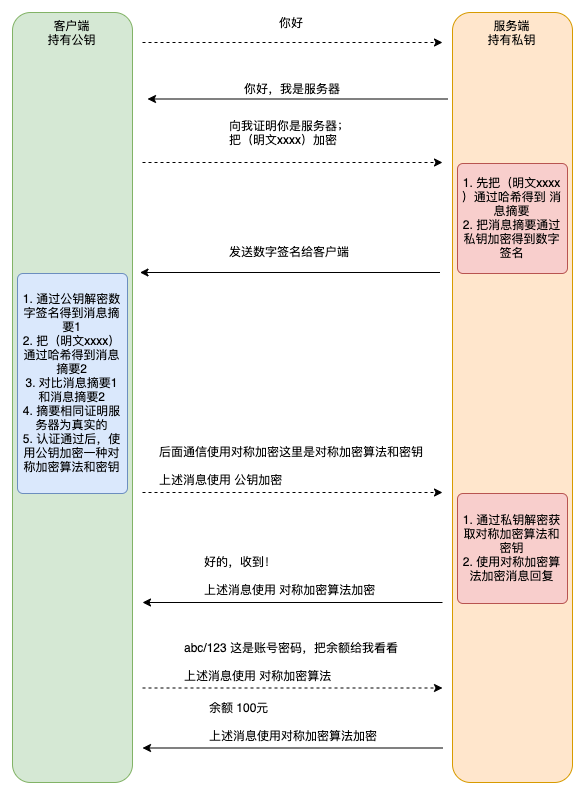 客户端
持有公钥
服务端
持有私钥
你好
你好，我是服务器
向我证明你是服务器；
把（明文xxxx）加密
1. 先把（明文xxxx
）通过哈希得到 消
息摘要
2. 把消息摘要通过
私钥加密得到数字
签名
发送数字签名给客户端
1. 通过公钥解密数
字签名得到消息摘
要1
2. 把（明文xxxx）
通过哈希得到消息
摘要2
3. 对比消息摘要1
和消息摘要2
4. 摘要相同证明服
务器为真实的
5. 认证通过后，使
用公钥加密一种对
称加密算法和密钥
后面通信使用对称加密这里是对称加密算法和密钥
上述消息使用 公钥加密
1. 通过私钥解密获
取对称加密算法和
密钥
2. 使用对称加密算
法加密消息回复
好的，收到！
上述消息使用 对称加密算法加密
abc/123 这是账号密码，把余额给我看看
上述消息使用 对称加密算法
余额 100元
上述消息使用对称加密算法加密